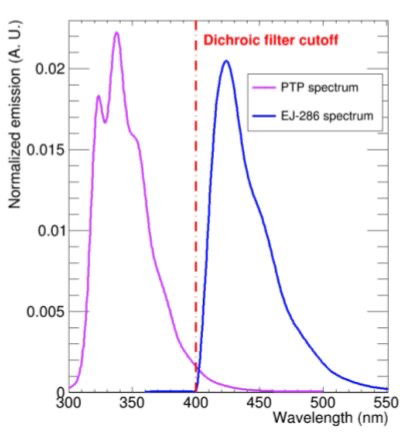 Normalized emission (A. U.)
Dichroic filter cutoff
PTP spectrum
EJ-286 spectrum
0.02
0.015
0.01
0.005
0
300 350 400 450 500 550
Wavelength (nm)